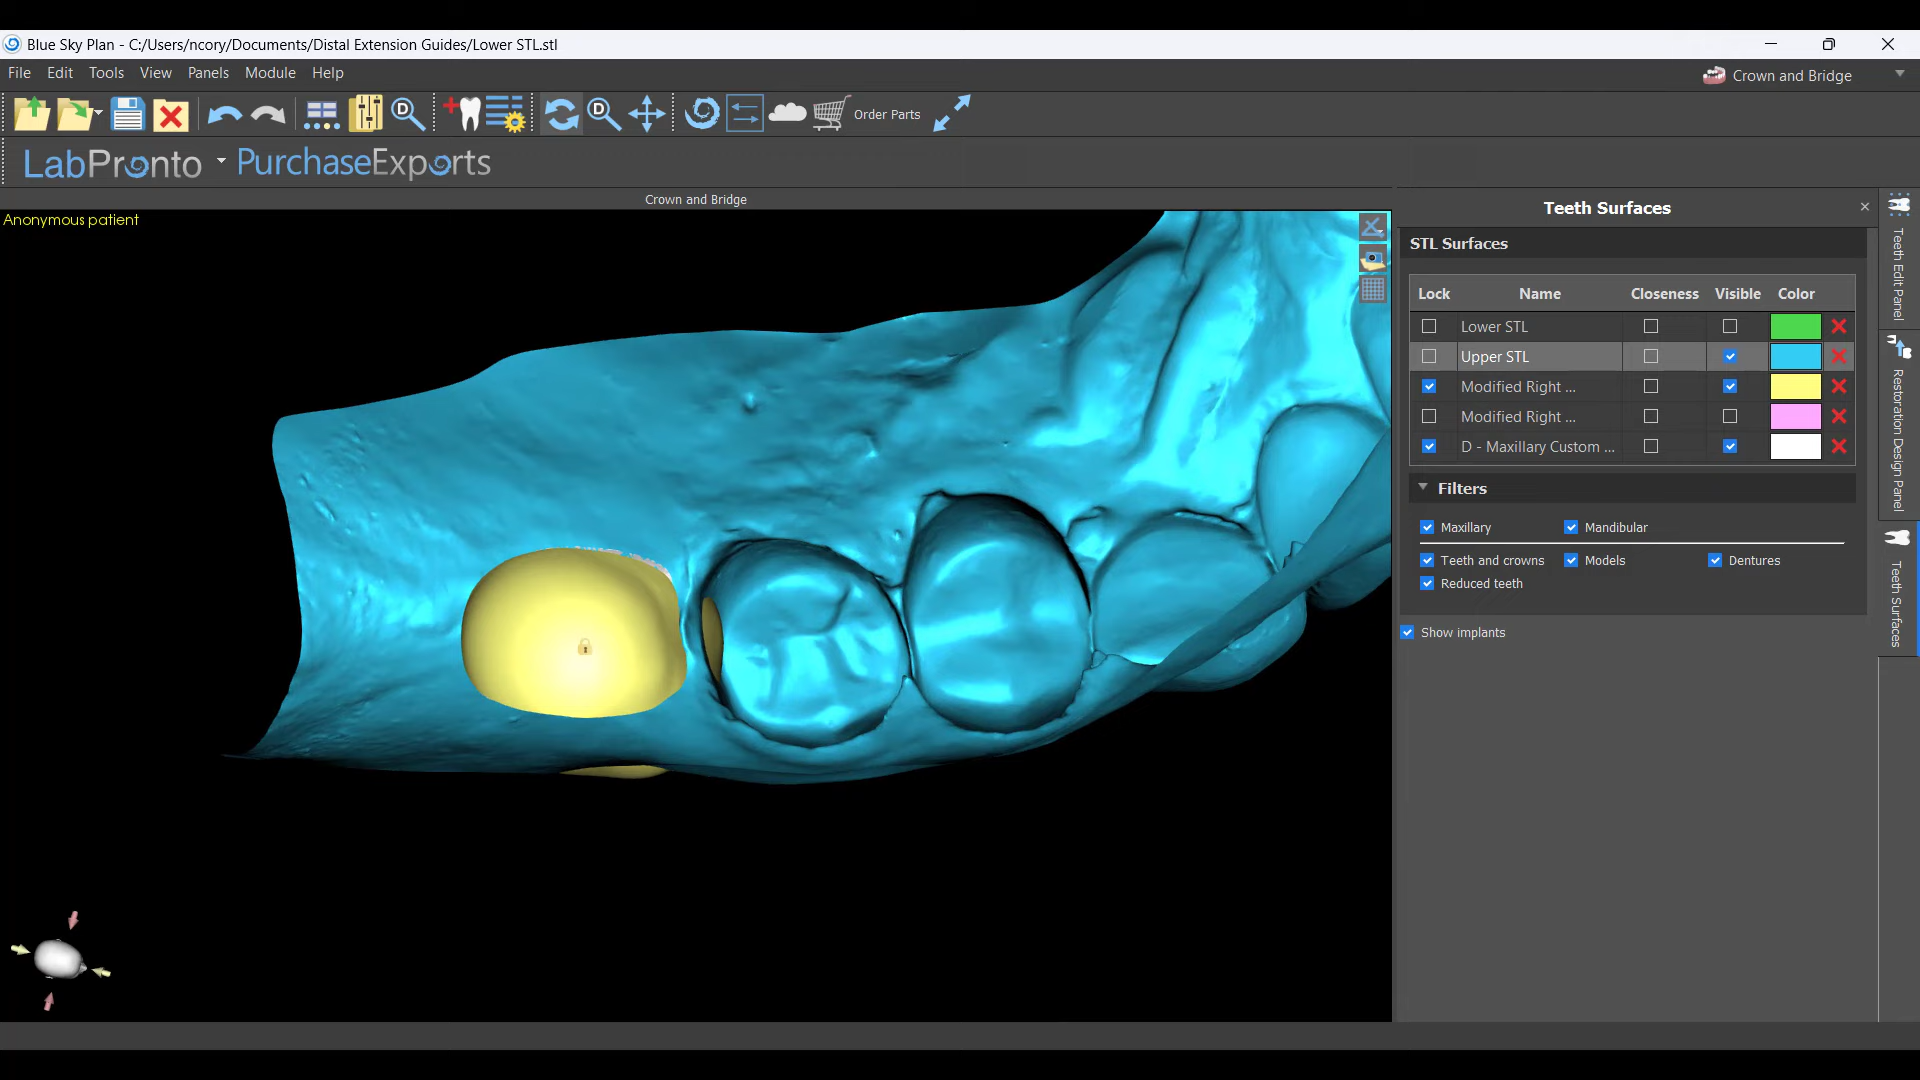 Blue Sky Plan - C:/Users/ncory/Documents/Distal Extension Guides/Lower STL.stl
File Edit Tools View Panels Module Help
Crown and Bridge
Order Parts
LabPronto PurchaseExports
Crown and Bridge
Anonymous patient
Teeth Surfaces
STL Surfaces
Lock Name Closeness Visible Color
Lower STL
Upper STL
Modified Right ...
Modified Right ...
D - Maxillary Custom ...
Filters
Maxillary Mandibular
Teeth and crowns Models Dentures
Reduced teeth
Show implants
Teeth Edit Panel
Restoration Design Panel
Teeth Surfaces